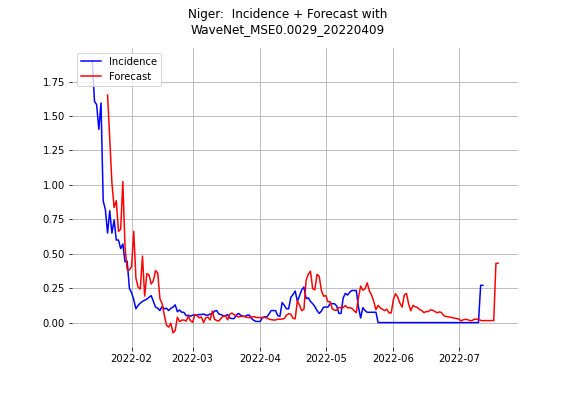 Niger:  Incidence + Forecast with
WaveNet_MSE0.0029_20220409
Incidence
Forecast
1.75
1.50
1.25
1.00
0.75
0.50
0.25
0.00
2022-02 2022-03 2022-04 2022-05 2022-06 2022-07